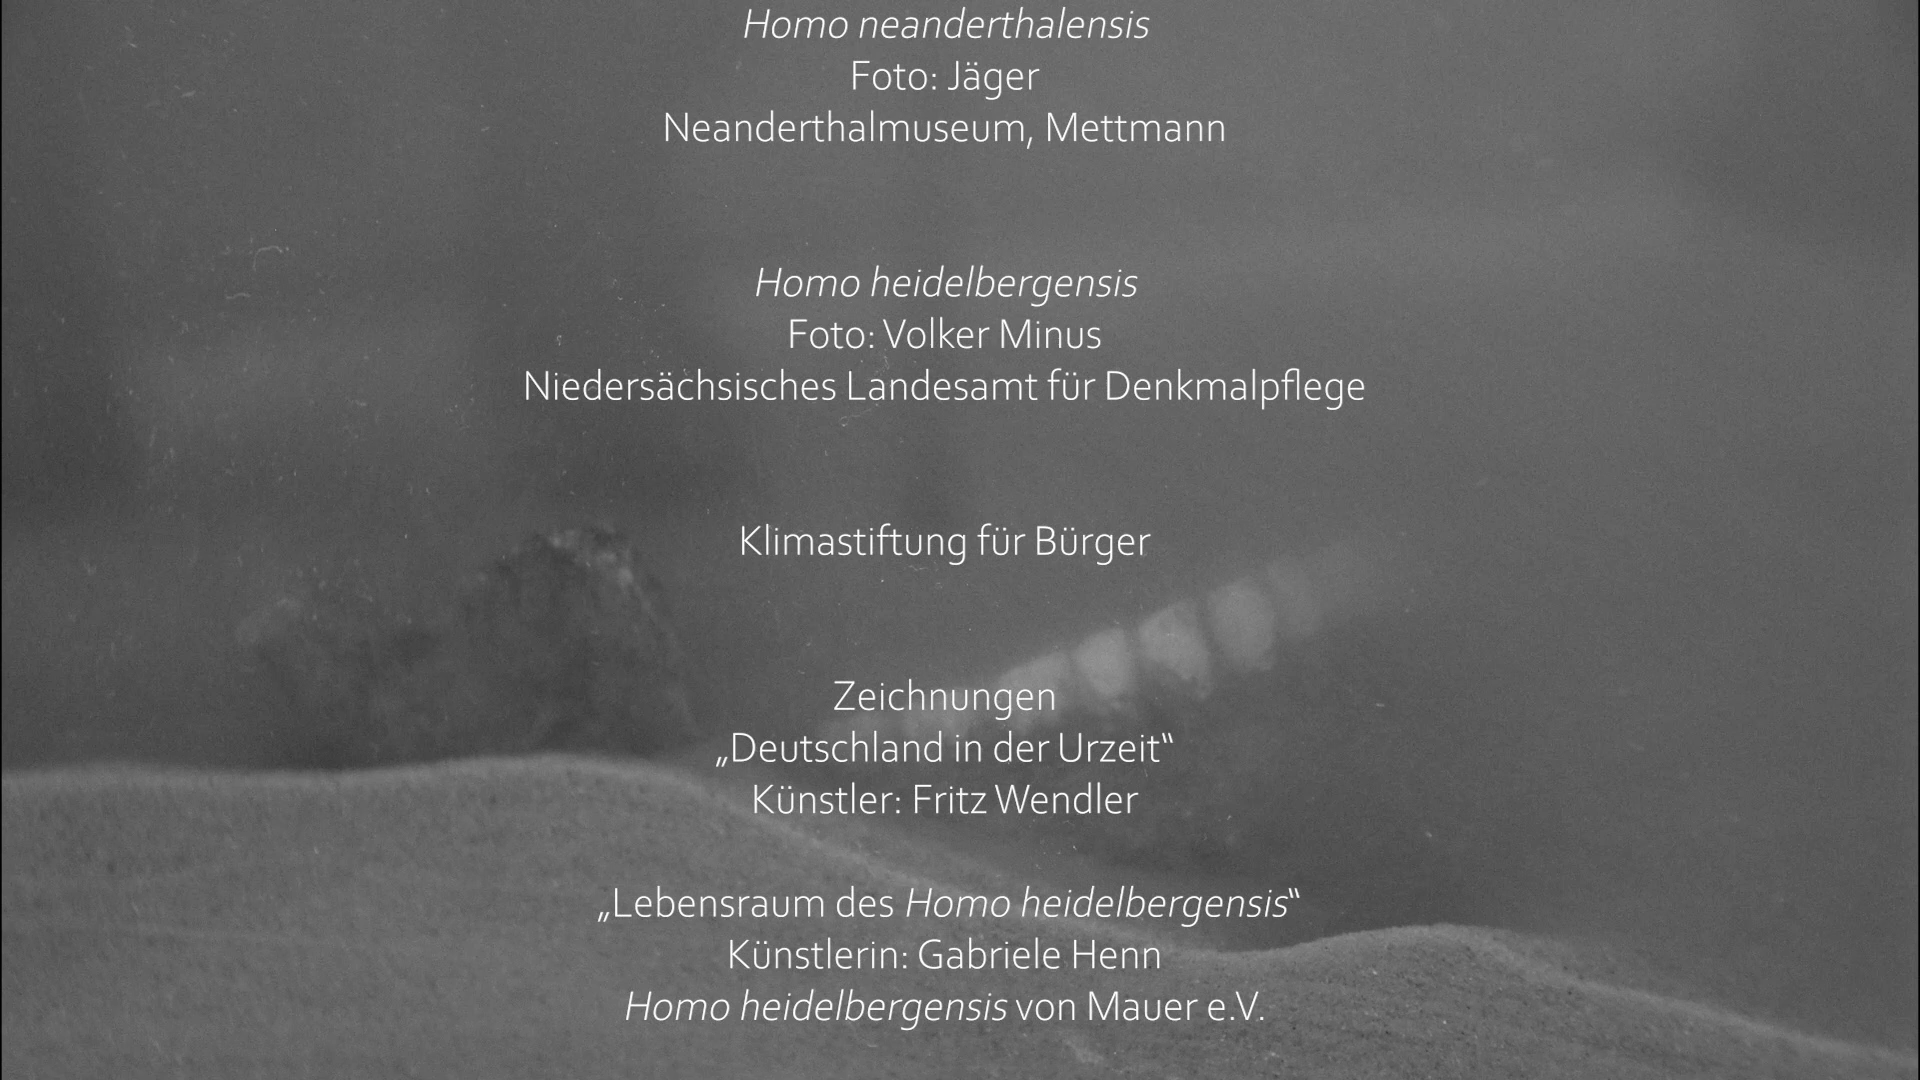 Homo neanderthalensis
Foto: Jäger
Neanderthalmuseum, Mettmann
Homo heidelbergensis
Foto: Volker Minus
Niedersächsisches Landesamt für Denkmalpflege
Klimastiftung für Bürger
Zeichnungen
„Deutschland in der Urzeit“
Künstler: Fritz Wendler
„Lebensraum des Homo heidelbergensis“
Künstlerin: Gabriele Henn
Homo heidelbergensis von Mauer e.V.